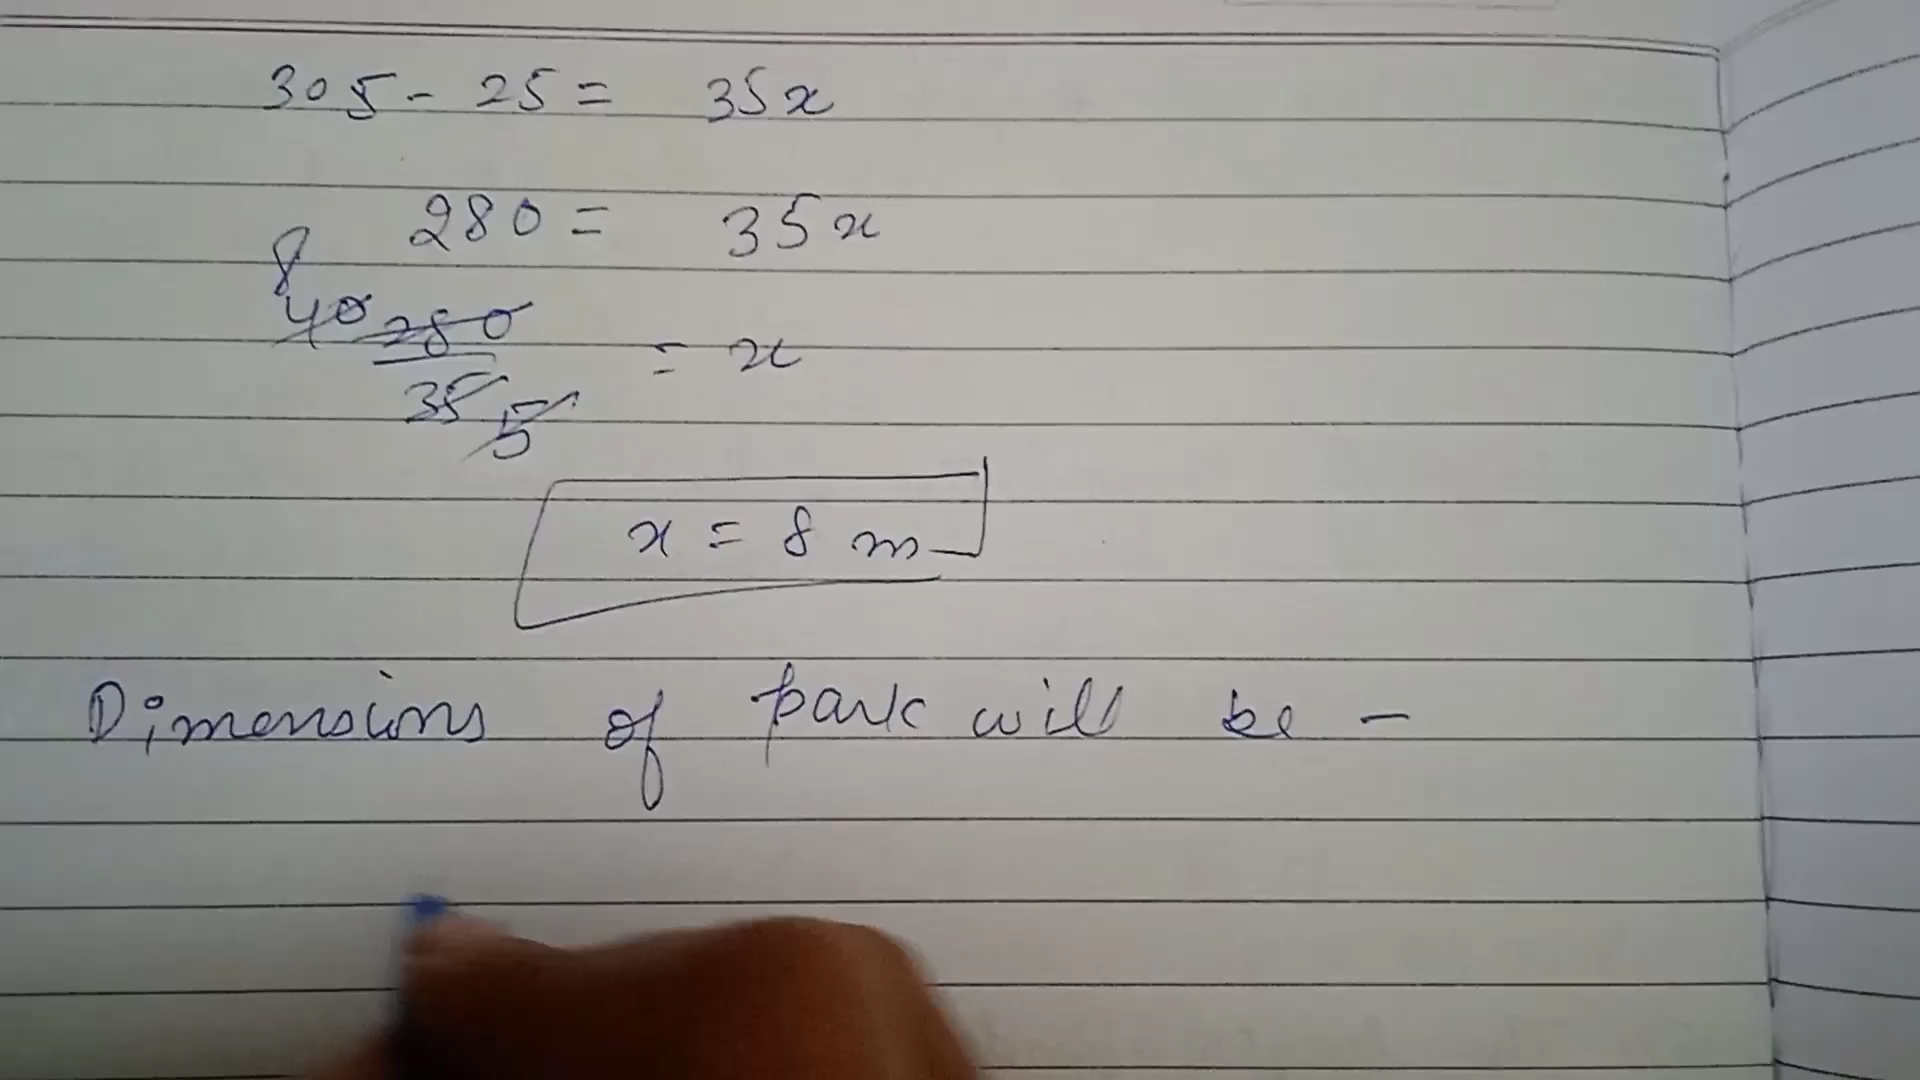 305 - 25 = 35x
280 = 35x
8
40 280
= x
35 5
x = 8 m
Dimensions of park will be -